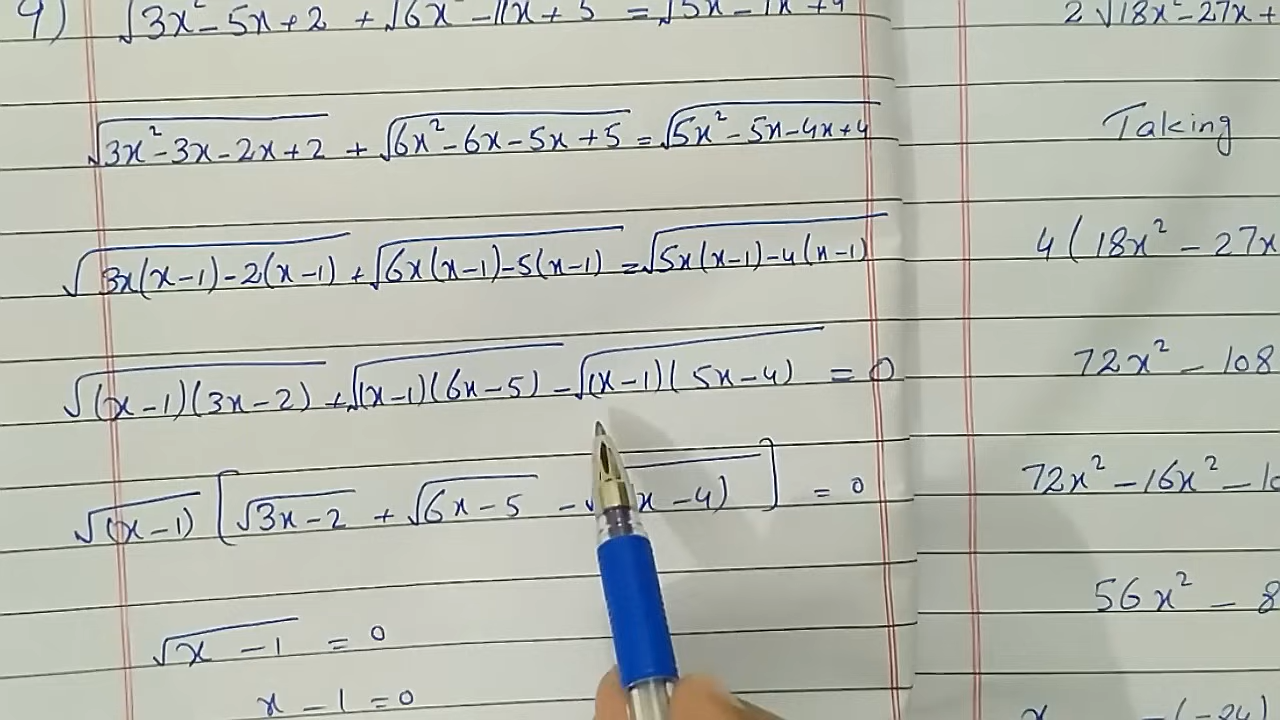 4) √3x² - 5x + 2 + √6x² - 11x + 5 = √5x² - 9x + 4
√3x² - 3x - 2x + 2 + √6x² - 6x - 5x + 5 = √5x² - 5x - 4x + 4
√3x(x-1) - 2(x-1) + √6x(x-1) - 5(x-1) = √5x(x-1) - 4(x-1)
√(x-1)(3x-2) + √(x-1)(6x-5) - √(x-1)(5x-4) = 0
√(x-1) [√3x-2 + √6x-5 - √ x-4)] = 0
√x - 1 = 0
x - 1 = 0
2√18x² - 27x +
Taking
4(18x² - 27x
72x² - 108
72x² - 16x² - 10
56x² - 8
x - (-24)